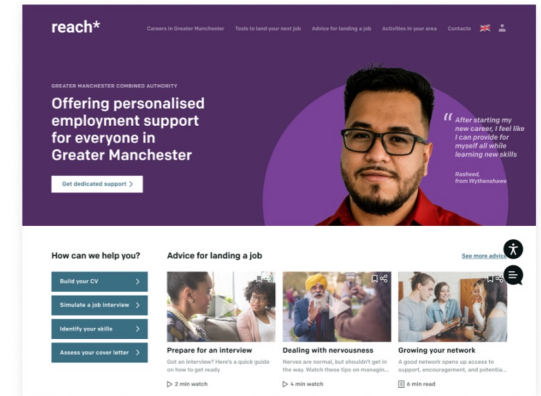 reach*
Careers in Greater Manchester
Tools to land your next job
Advice for landing a job
Activities in your area
Contacts
GREATER MANCHESTER COMBINED AUTHORITY
Offering personalised
employment support
for everyone in
Greater Manchester
Get dedicated support >
“ After starting my
new career, I feel like
I can provide for
myself all while
learning new skills
Rasheed,
from Wythenshawe
How can we help you?
Build your CV >
Simulate a job interview >
Identify your skills >
Assess your cover letter >
Advice for landing a job
See more advice
Prepare for an interview
Got an interview? Here's a quick guide
on how to get ready
2 min watch
Dealing with nervousness
Nerves are normal, but shouldn't get in
the way. Watch these tips on managin...
4 min watch
Growing your network
A good network opens up access to
support, encouragement, and potentia...
6 min read